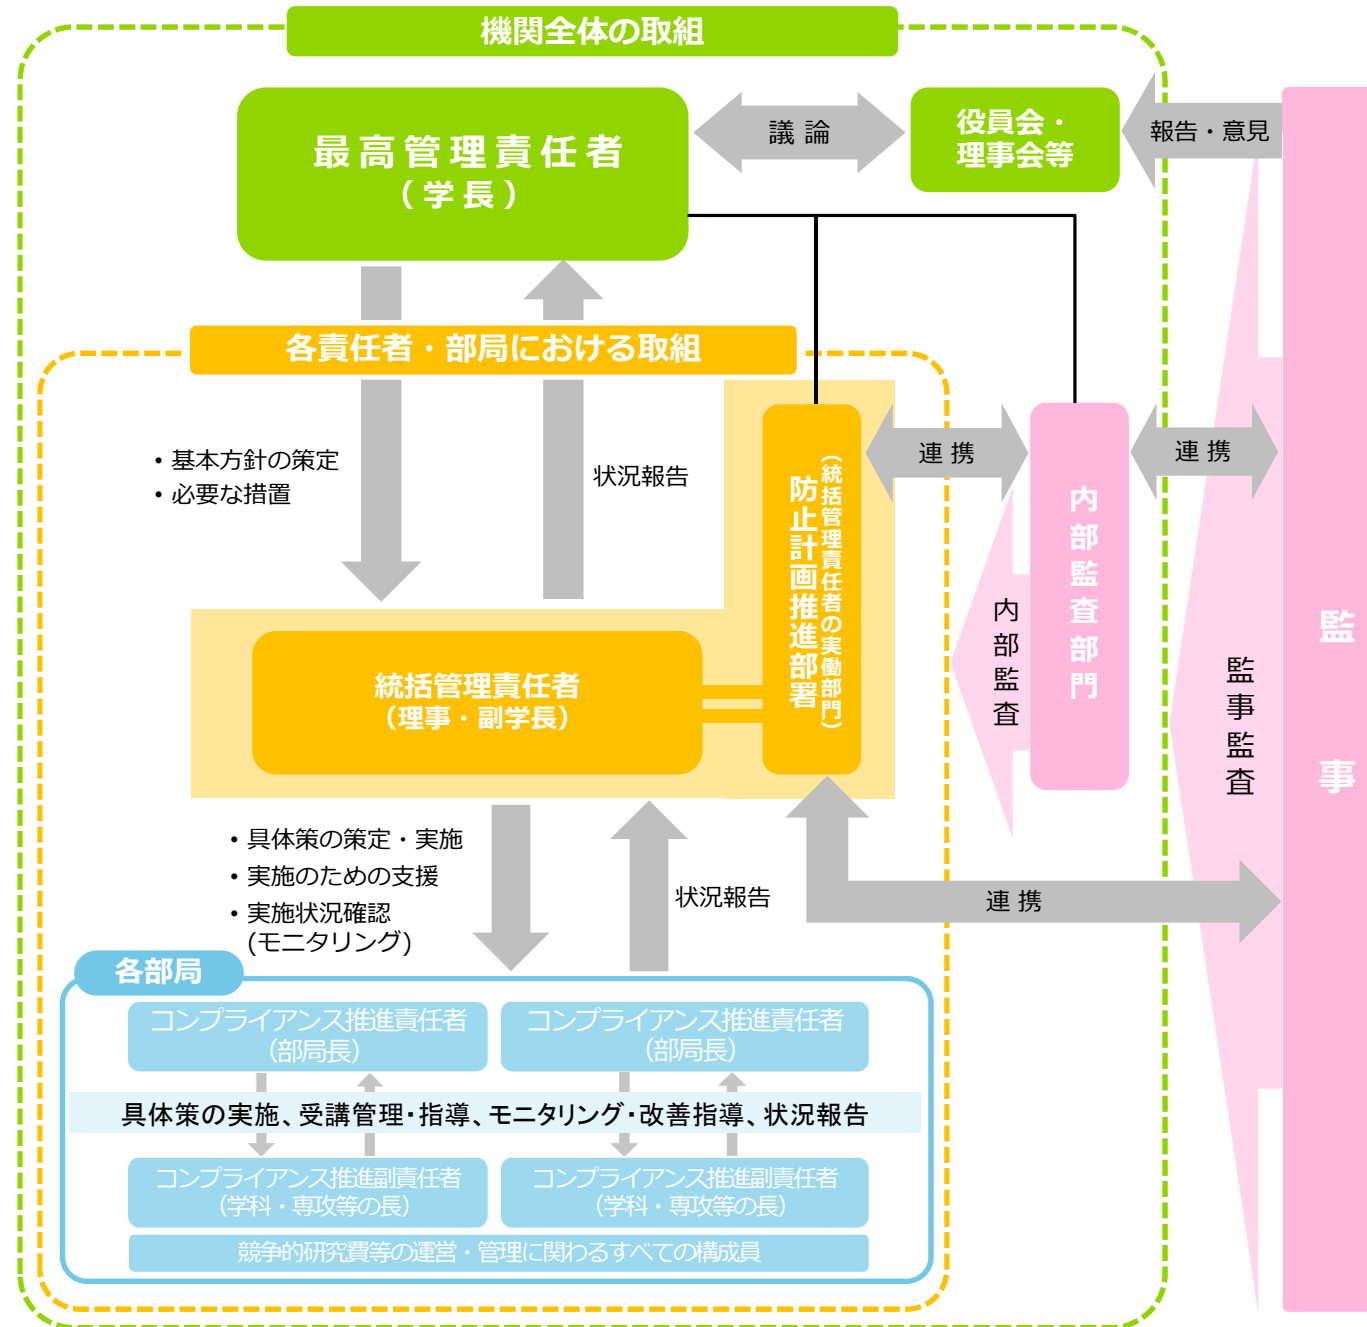 機関全体の取組
最高管理責任者
（学長）
議論
役員会・
理事会等
報告・意見
各責任者・部局における取組
・基本方針の策定
・必要な措置
状況報告
防止計画推進部署
（統括管理責任者の実働部門）
連携
内部監査部門
連携
監事
内部監査
監事監査
統括管理責任者
（理事・副学長）
・具体策の策定・実施
・実施のための支援
・実施状況確認
(モニタリング)
状況報告
連携
各部局
コンプライアンス推進責任者
（部局長）
コンプライアンス推進責任者
（部局長）
具体策の実施、受講管理・指導、モニタリング・改善指導、状況報告
コンプライアンス推進副責任者
（学科・専攻等の長）
コンプライアンス推進副責任者
（学科・専攻等の長）
競争的研究費等の運営・管理に関わるすべての構成員